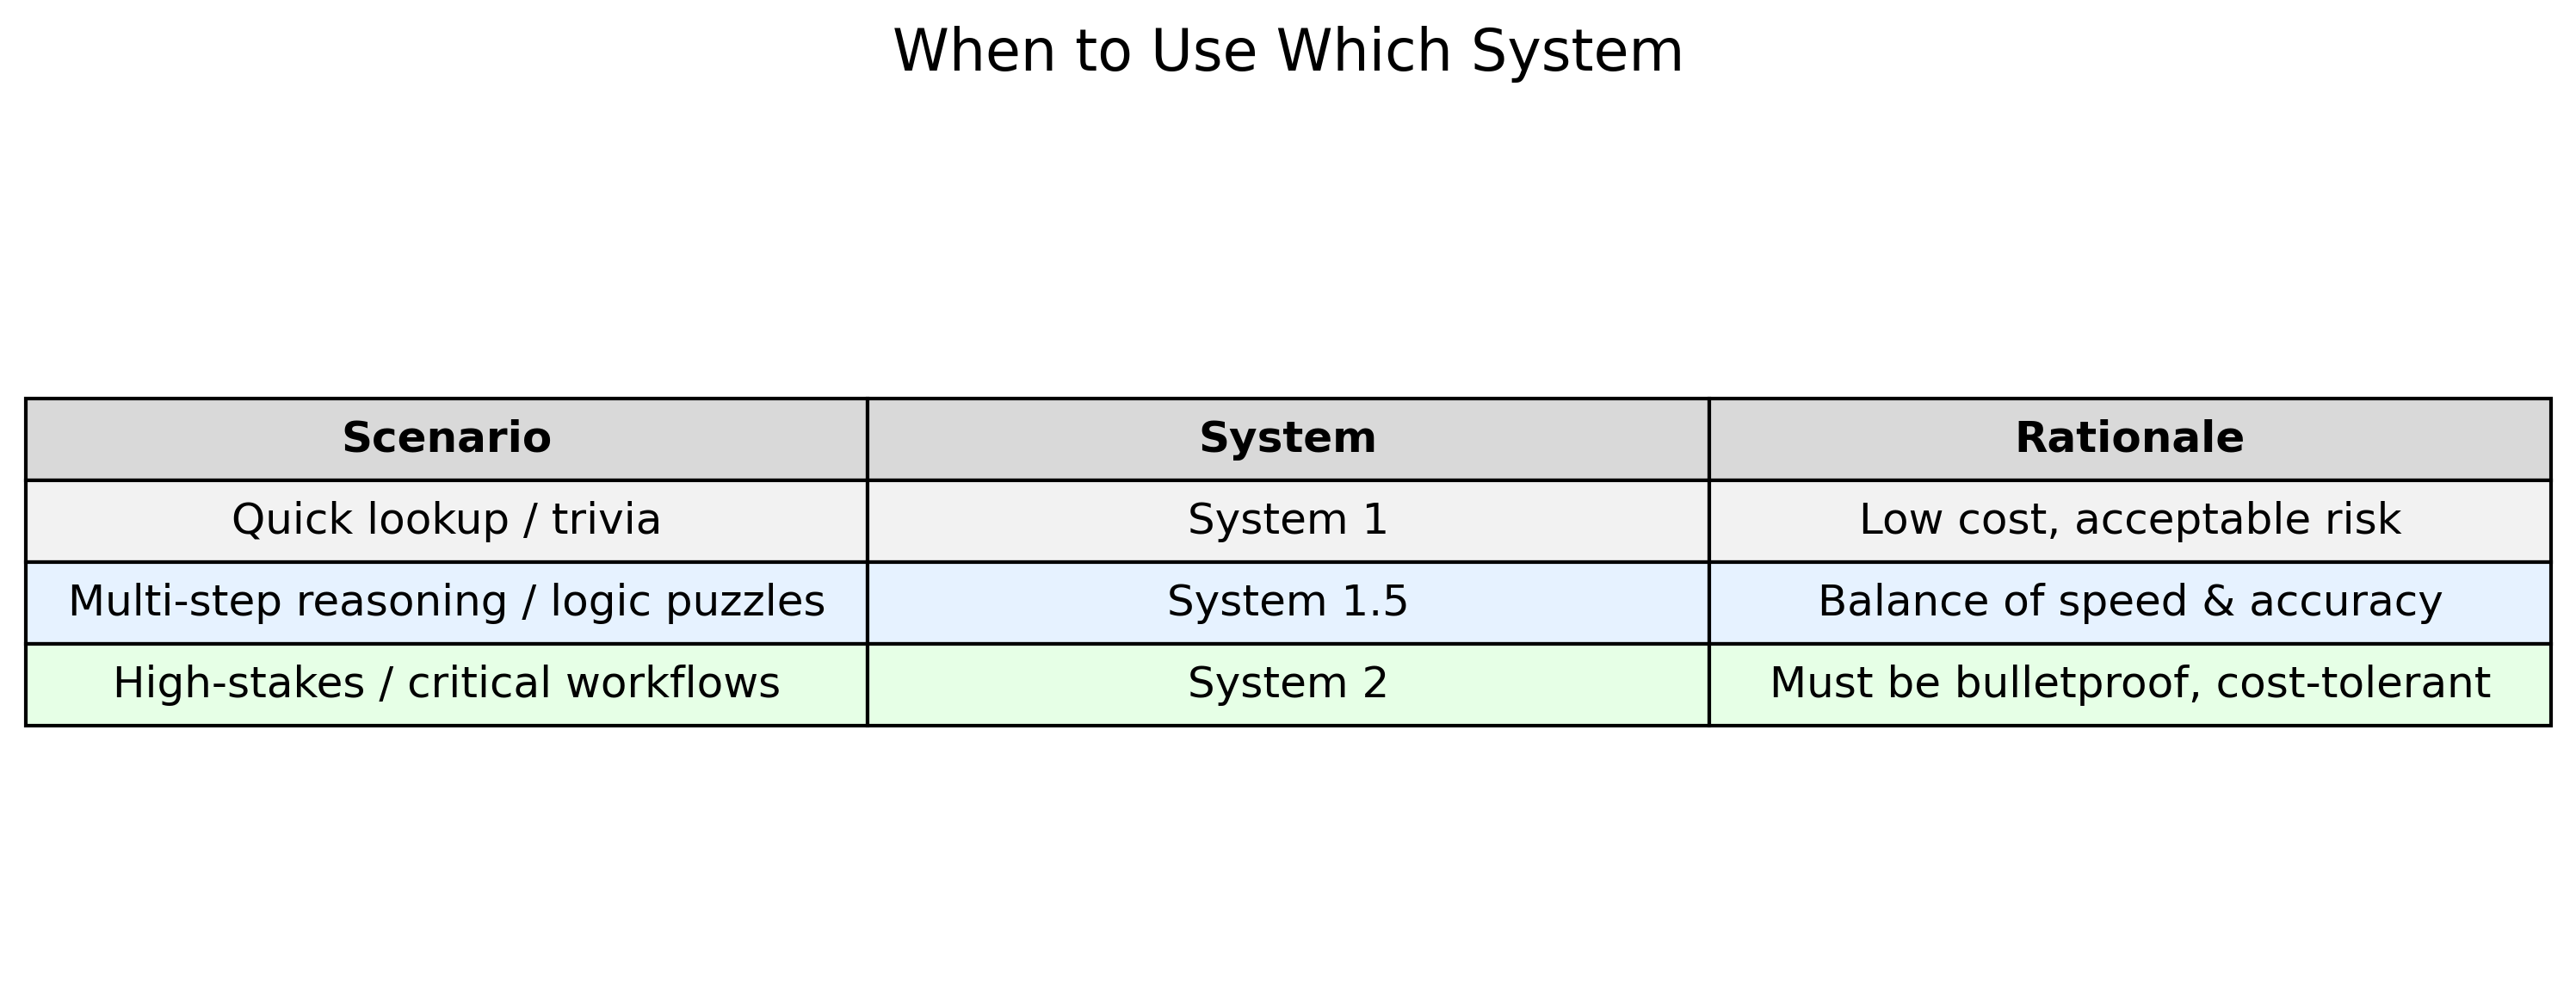 When to Use Which System
Scenario System Rationale
Quick lookup / trivia System 1 Low cost, acceptable risk
Multi-step reasoning / logic puzzles System 1.5 Balance of speed & accuracy
High-stakes / critical workflows System 2 Must be bulletproof, cost-tolerant